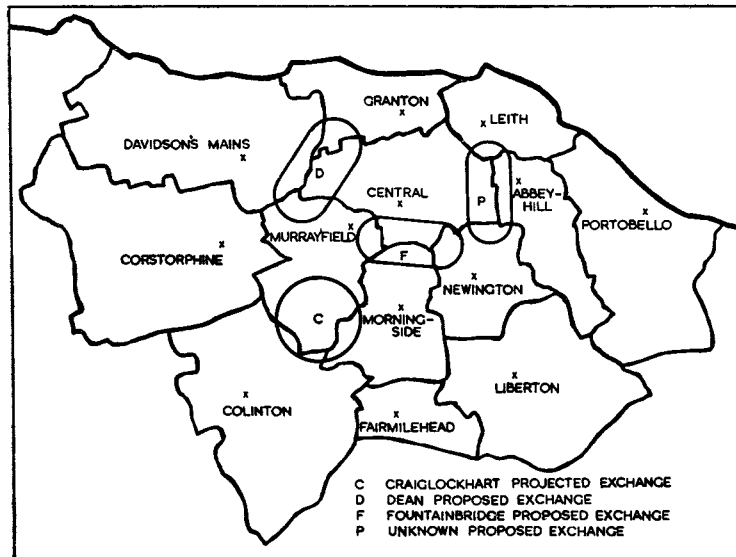 GRANTON
LEITH
DAVIDSON'S MAINS
D
CENTRAL
P
ABBEY-
HILL
PORTOBELLO
MURRAYFIELD
CORSTORPHINE
F
NEWINGTON
C
MORNING-
SIDE
LIBERTON
COLINTON
FAIRMILEHEAD
C CRAIGLOCKHART PROJECTED EXCHANGE
D DEAN PROPOSED EXCHANGE
F FOUNTAINBRIDGE PROPOSED EXCHANGE
P UNKNOWN PROPOSED EXCHANGE